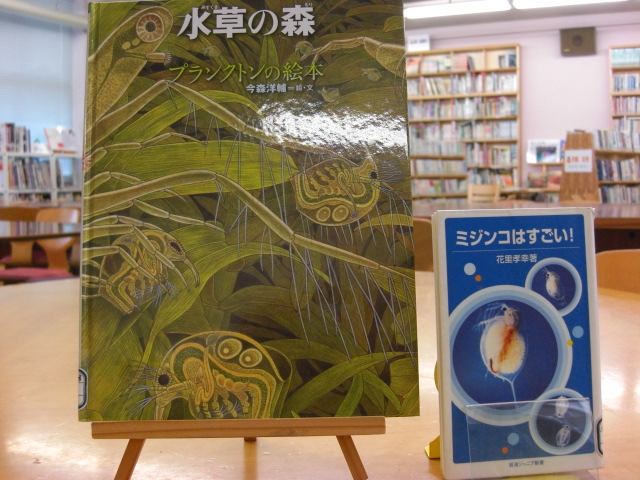 水草の森
プランクトンの絵本
今森洋輔＝絵・文
ミジンコはすごい!
花里孝幸著
岩波ジュニア新書